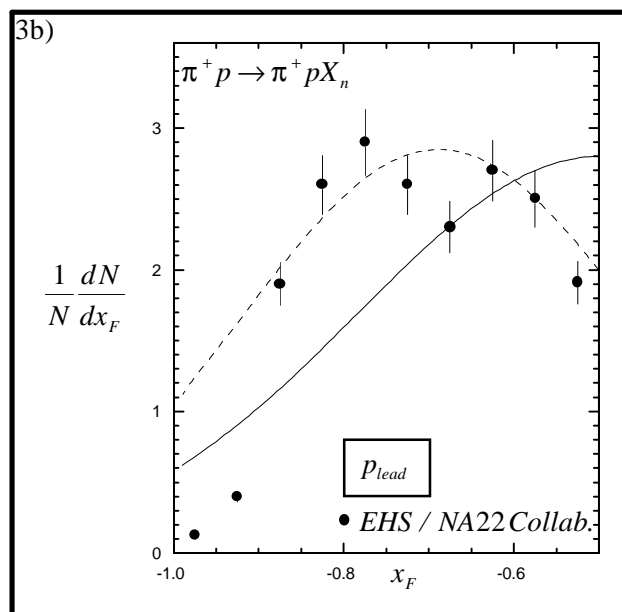 3b)
π⁺p → π⁺pXₙ
3
2
1
0
1/N dN/dx_F
p_lead
EHS / NA22 Collab.
-1.0 -0.8 -0.6
x_F